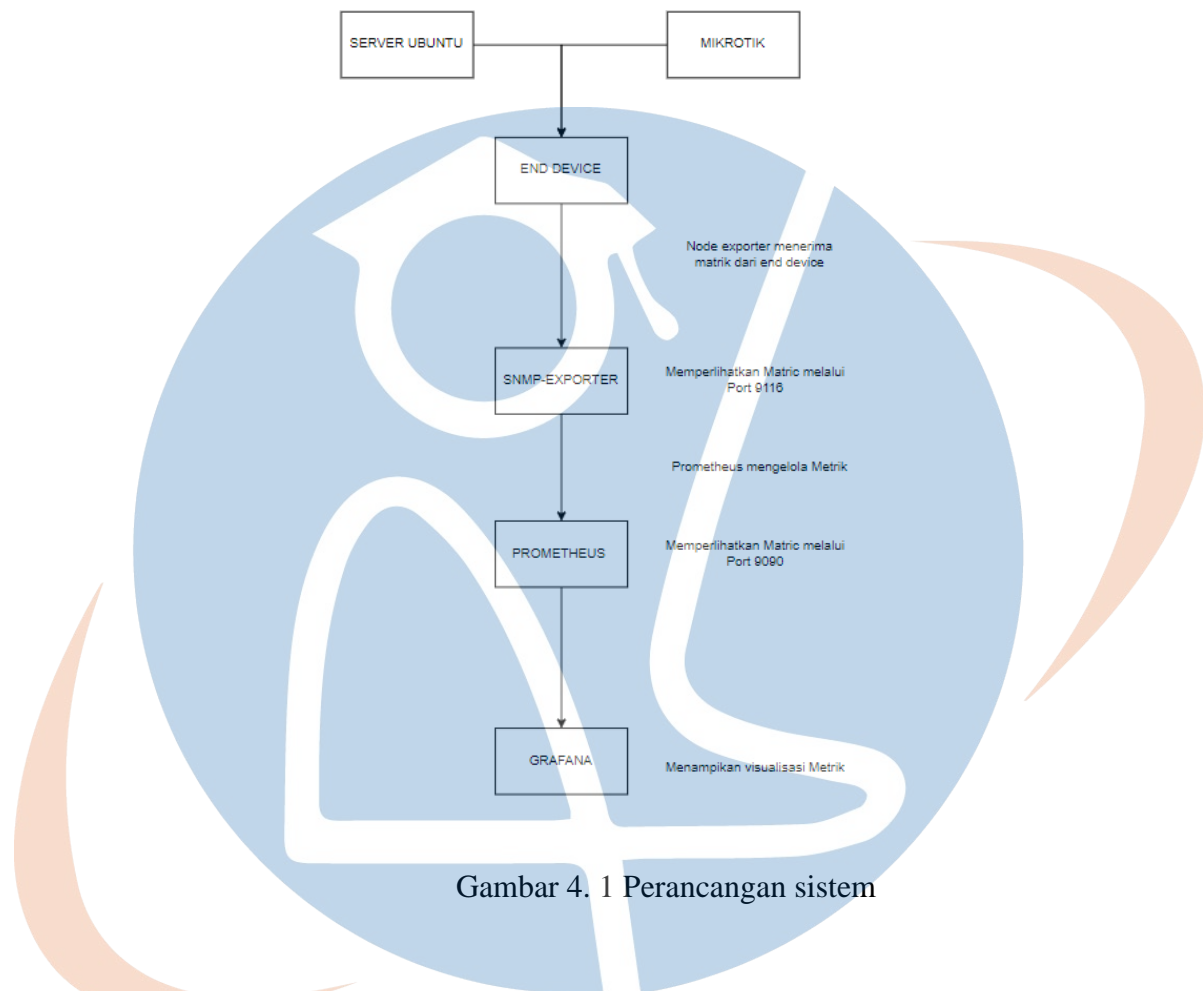 SERVER UBUNTU
MIKROTIK
END DEVICE
Node exporter menerima
matrik dari end device
SNMP-EXPORTER
Memperlihatkan Matric melalui
Port 9116
Prometheus mengelola Metrik
PROMETHEUS
Memperlihatkan Matric melalui
Port 9090
GRAFANA
Menampikan visualisasi Metrik
Gambar 4. 1 Perancangan sistem